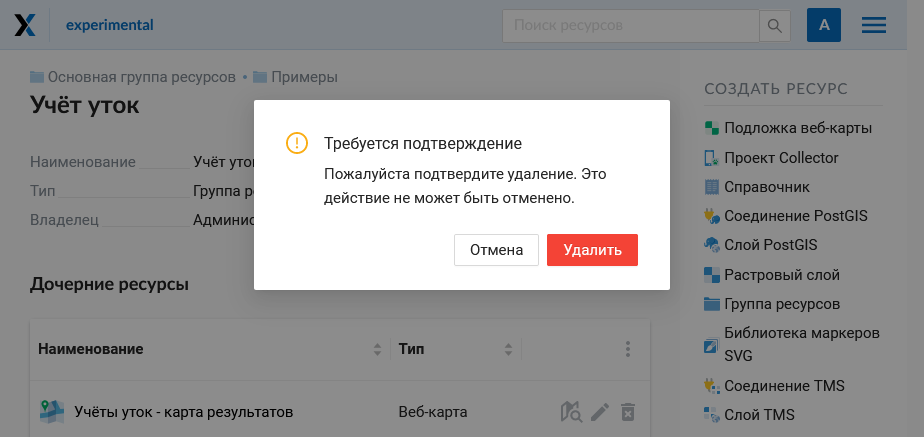 experimental
Поиск ресурсов
A
Основная группа ресурсов • Примеры
Учёт уток
Наименование
Тип Группа
Владелец
Требуется подтверждение
Пожалуйста подтвердите удаление. Это
действие не может быть отменено.
Отмена Удалить
Дочерние ресурсы
Наименование Тип
Учёты уток - карта результатов Веб-карта
СОЗДАТЬ РЕСУРС
Подложка веб-карты
Проект Collector
Справочник
Соединение PostGIS
Слой PostGIS
Растровый слой
Группа ресурсов
Библиотека маркеров
SVG
Соединение TMS
Слой TMS